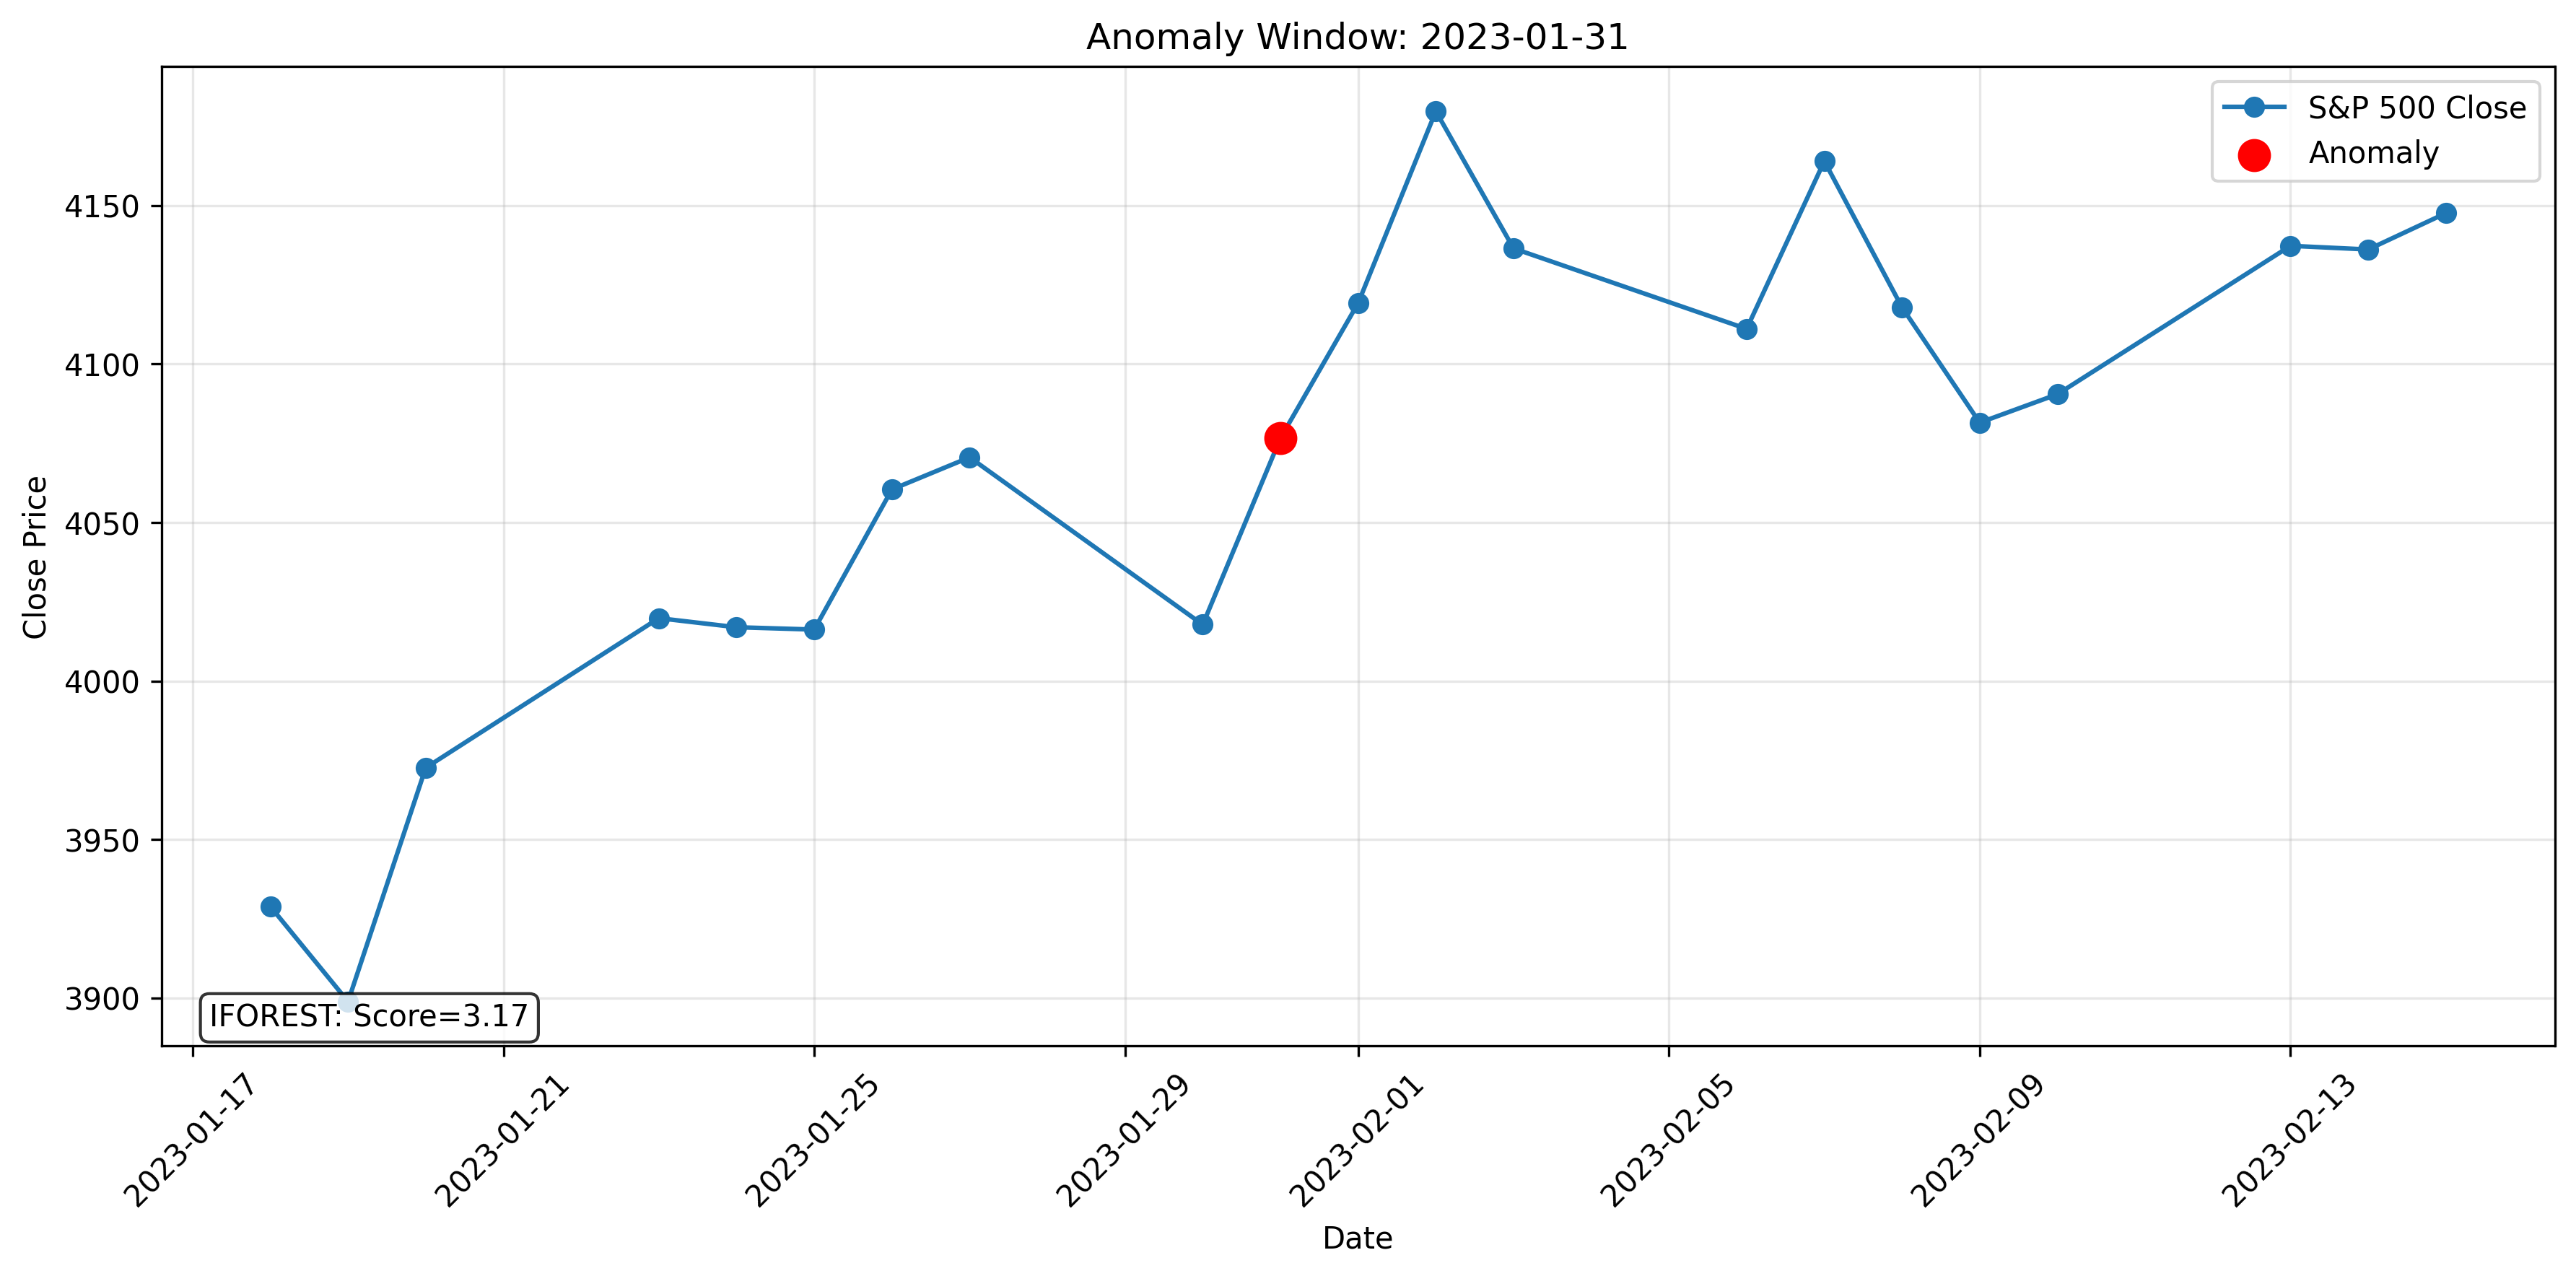 Anomaly Window: 2023-01-31
S&P 500 Close
Anomaly
Close Price
4150
4100
4050
4000
3950
3900
IFOREST: Score=3.17
2023-01-17
2023-01-21
2023-01-25
2023-01-29
2023-02-01
2023-02-05
2023-02-09
2023-02-13
Date